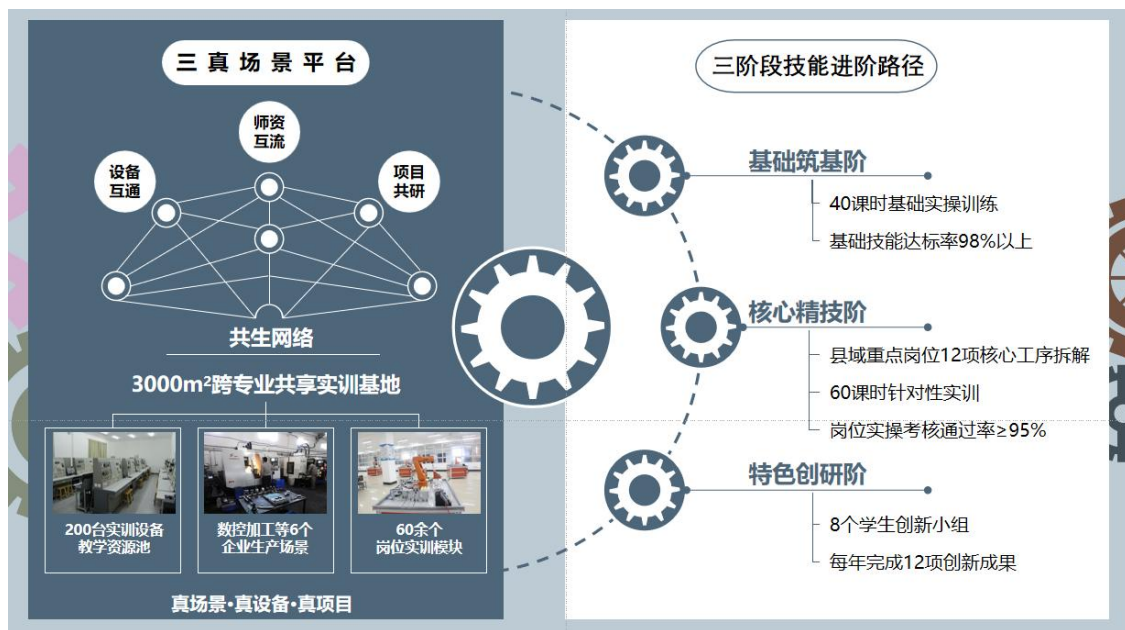 三真场景平台
师资
互流
设备
互通
项目
共研
共生网络
3000m²跨专业共享实训基地
200台实训设备
教学资源池
数控加工等6个
企业生产场景
60余个
岗位实训模块
真场景·真设备·真项目
三阶段技能进阶路径
基础筑基阶
40课时基础实操训练
基础技能达标率98%以上
核心精技阶
县域重点岗位12项核心工序拆解
60课时针对性实训
岗位实操考核通过率≥95%
特色创研阶
8个学生创新小组
每年完成12项创新成果